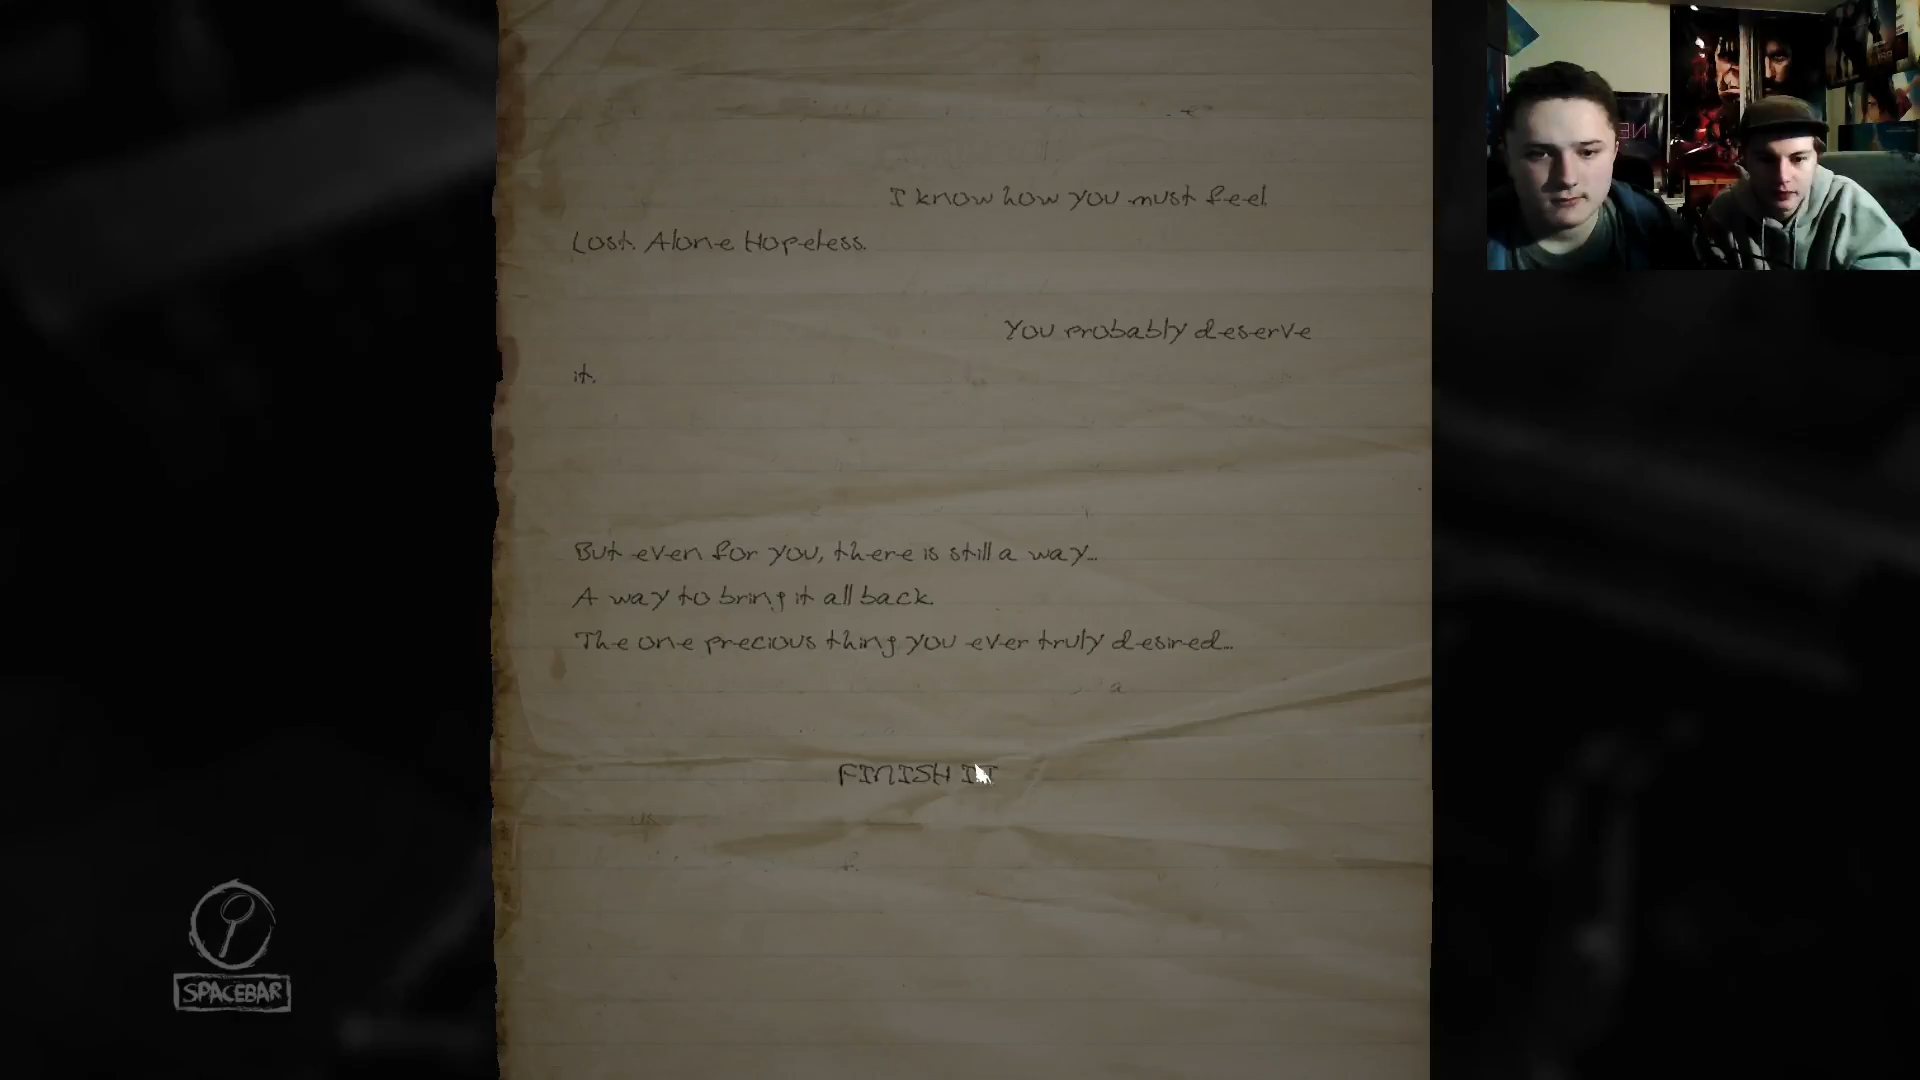 I know how you must feel.
Lost. Alone Hopeless.
You probably deserve
it.
But even for you, there is still a way...
A way to bring it all back.
The one precious thing you ever truly desired...
a
FINISH IT
SPACEBAR